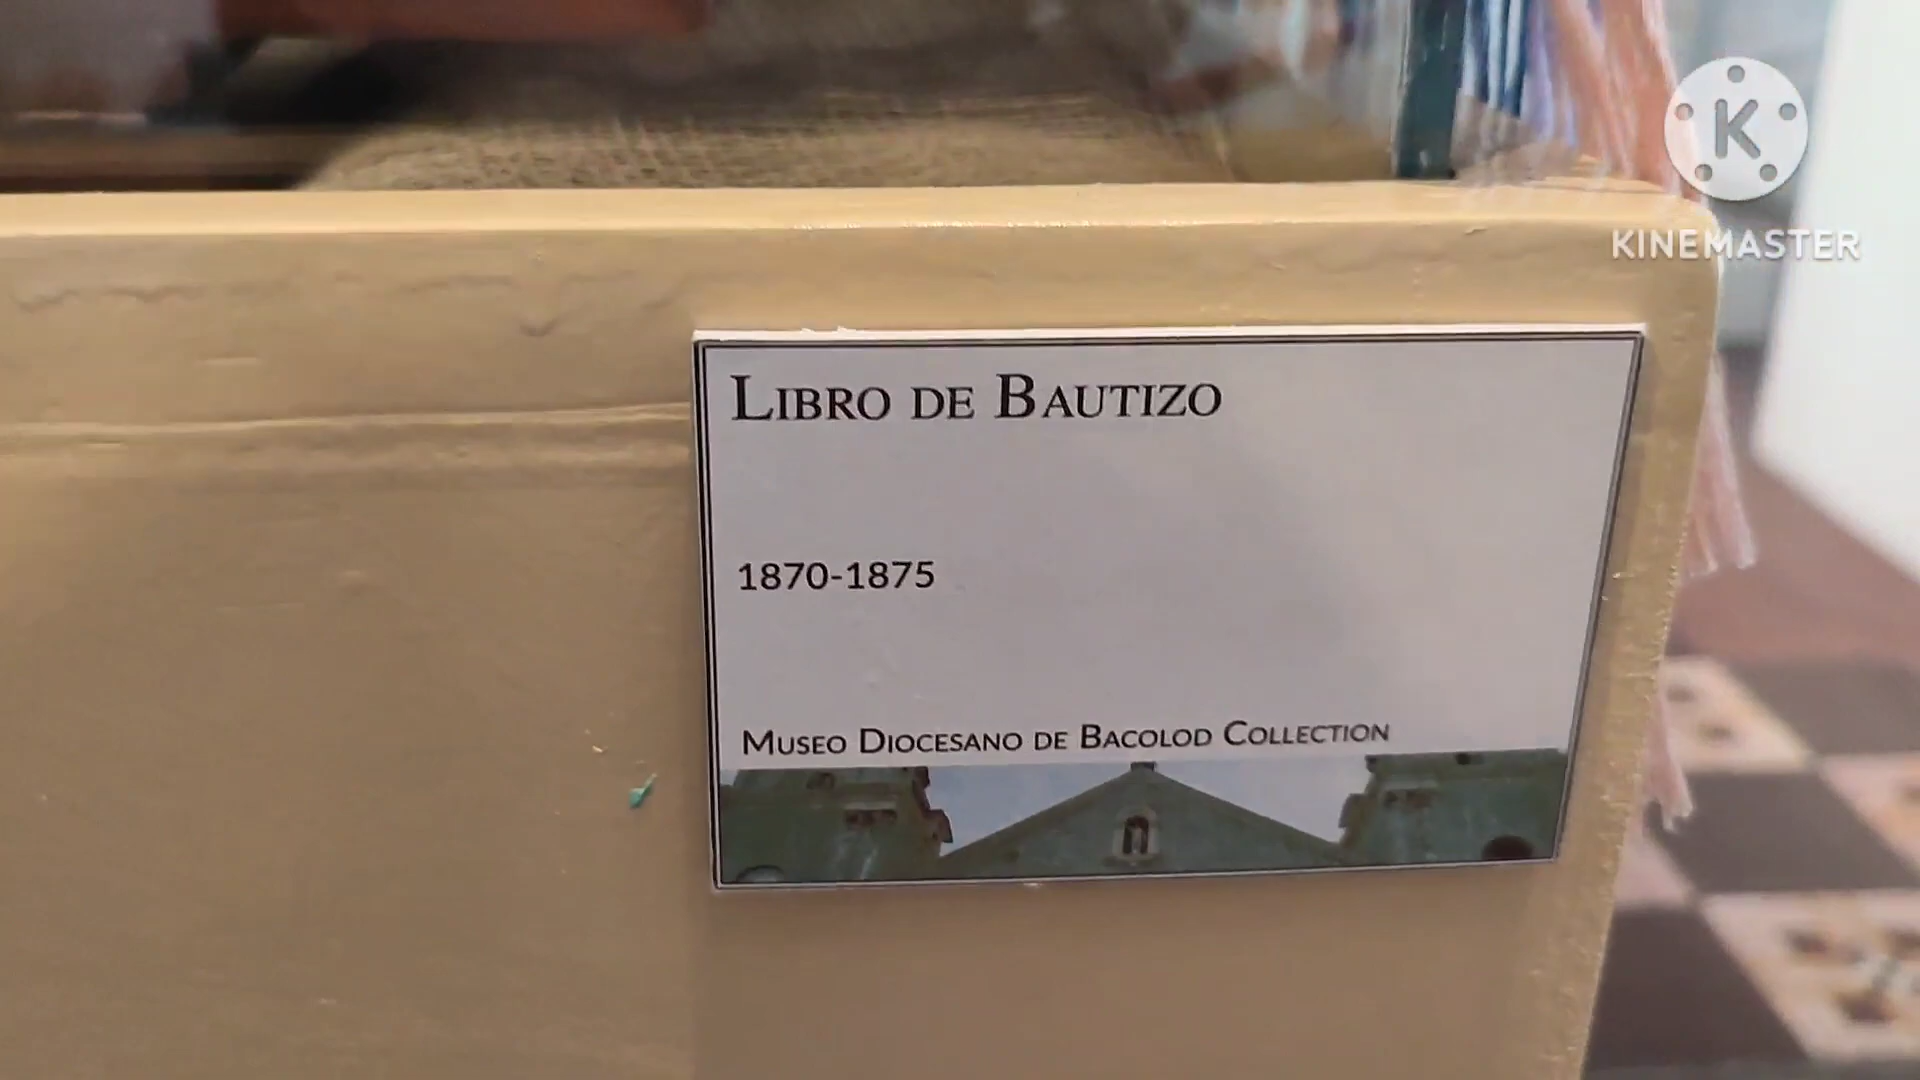 K
KINEMASTER
LIBRO DE BAUTIZO
1870-1875
MUSEO DIOCESANO DE BACOLOD COLLECTION